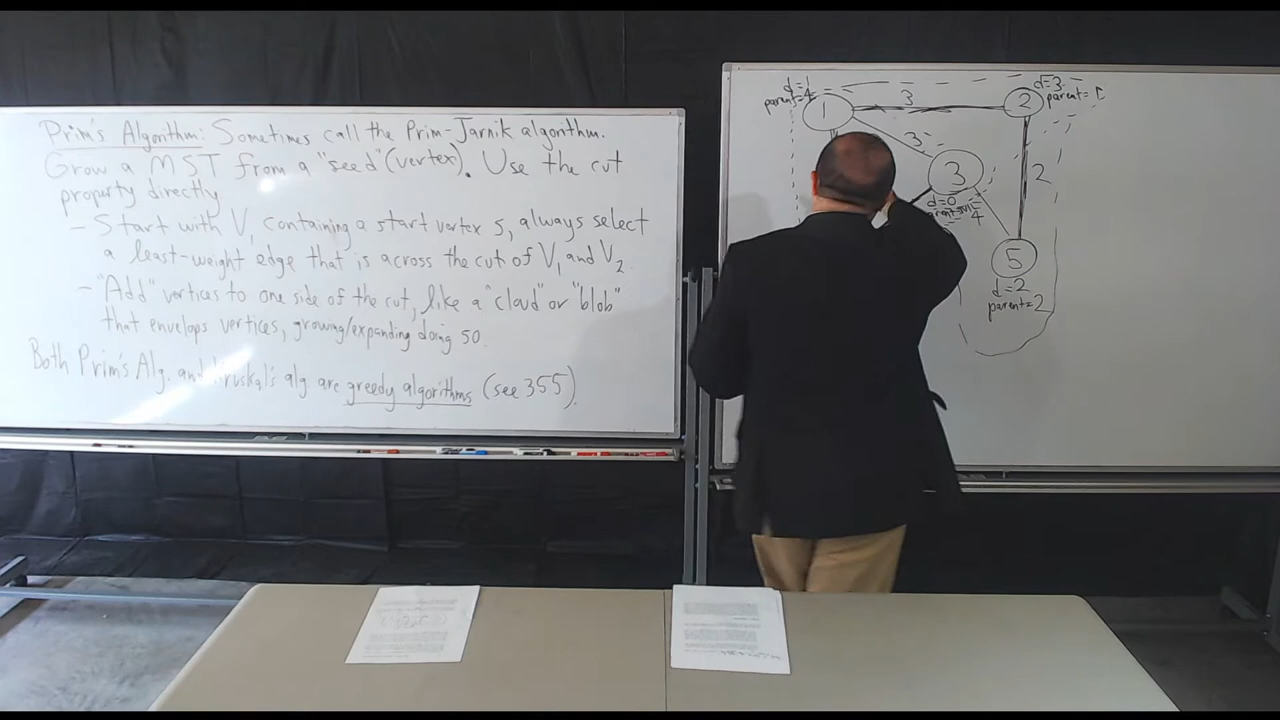 Prim's Algorithm: Sometimes call the Prim-Jarnik algorithm.
Grow a MST from a "seed" (vertex). Use the cut
property directly
- Start with V₁ containing a start vertex s, always select
a least-weight edge that is across the cut of V₁ and V₂.
- "Add" vertices to one side of the cut, like a "cloud" or "blob"
that envelops vertices, growing/expanding doing so.
Both Prim's Alg. and Kruskal's alg. are greedy algorithms (see 355).
d=1
parent=4
1
3
2
d=3
parent=1
3
3
d=0
4
2
5
d=2
parent=2